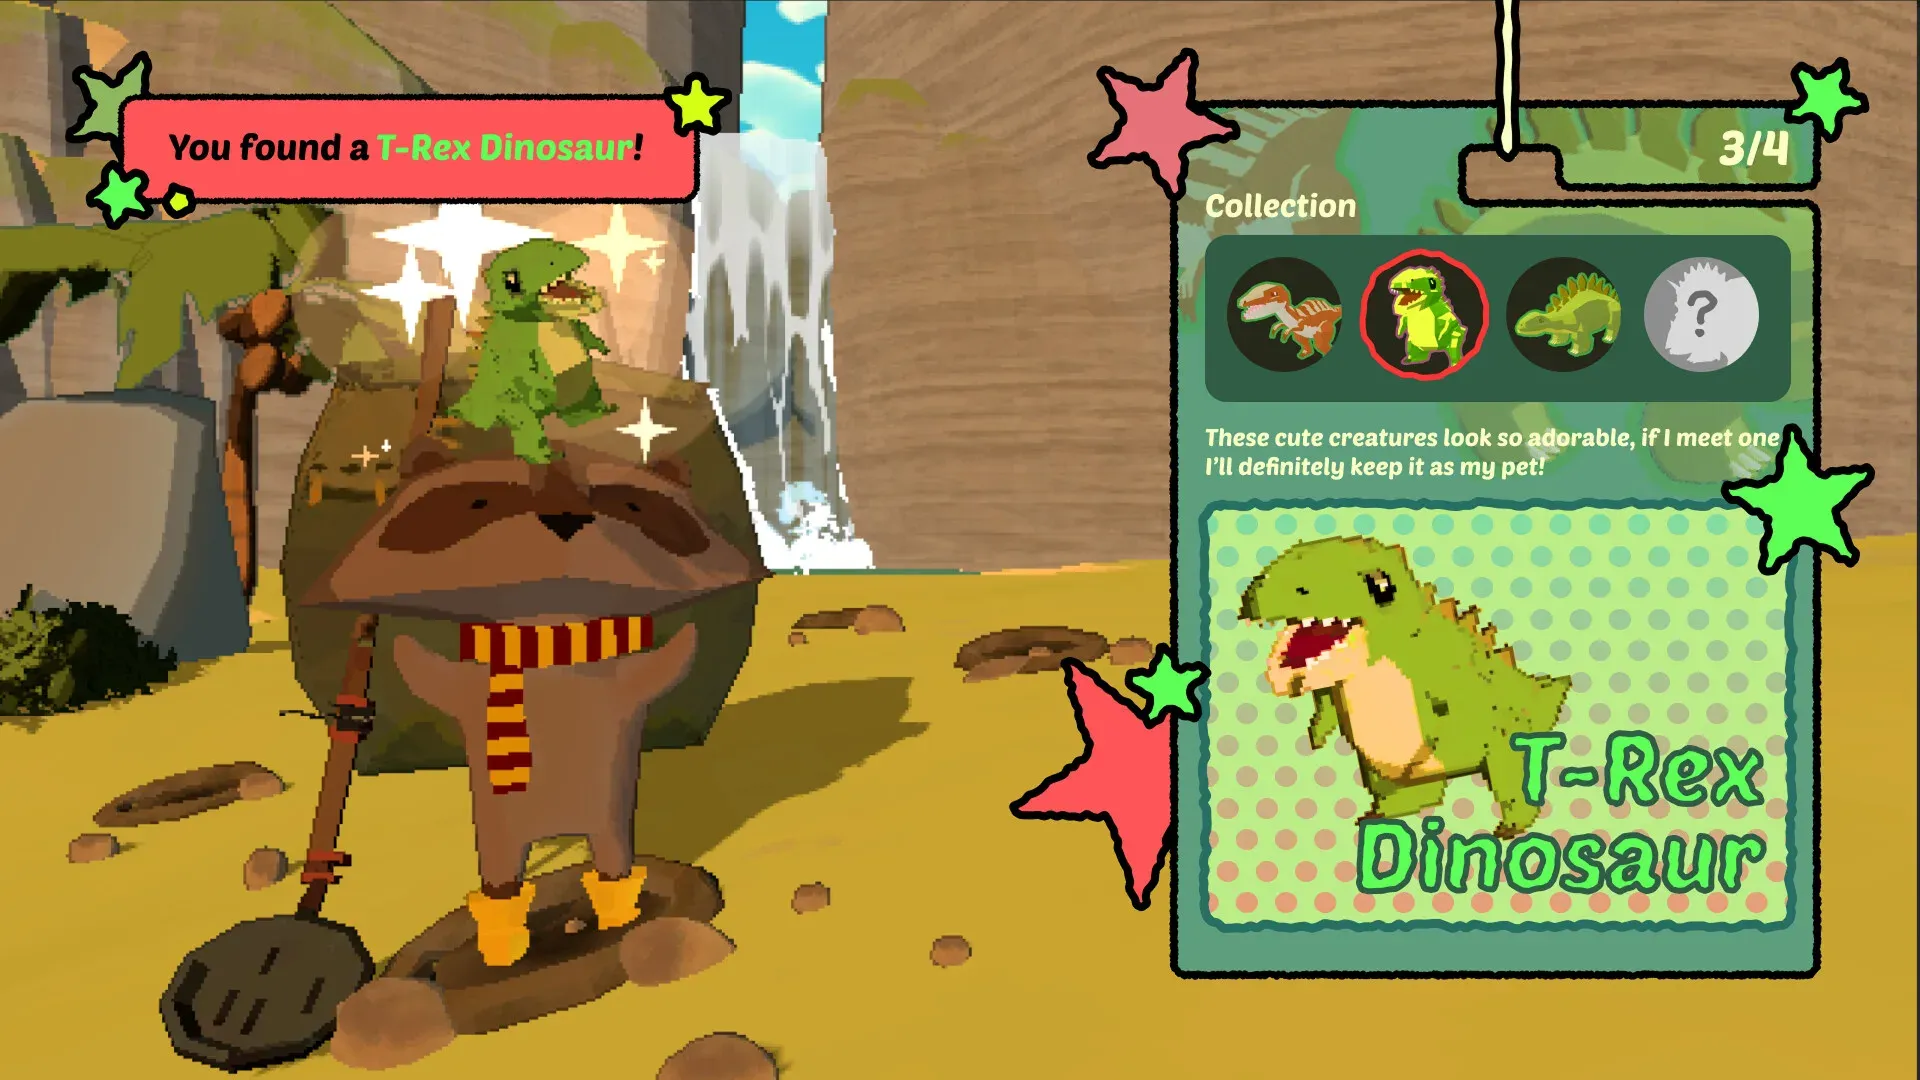 You found a T-Rex Dinosaur!
3/4
Collection
?
These cute creatures look so adorable, if I meet one
I'll definitely keep it as my pet!
T-Rex
Dinosaur